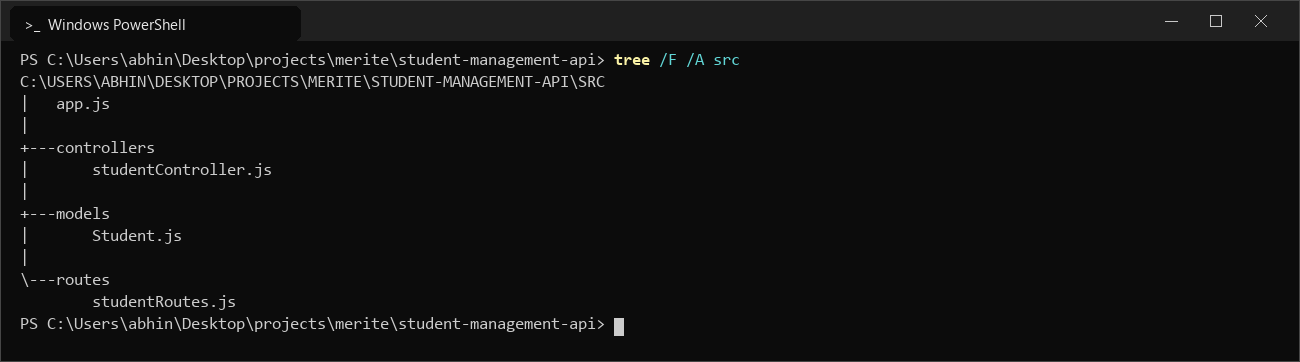 >_ Windows PowerShell
PS C:\Users\abhin\Desktop\projects\merite\student-management-api> tree /F /A src
C:\USERS\ABHIN\DESKTOP\PROJECTS\MERITE\STUDENT-MANAGEMENT-API\SRC
|   app.js
|
+---controllers
|       studentController.js
|
+---models
|       Student.js
|
\---routes
        studentRoutes.js
PS C:\Users\abhin\Desktop\projects\merite\student-management-api>